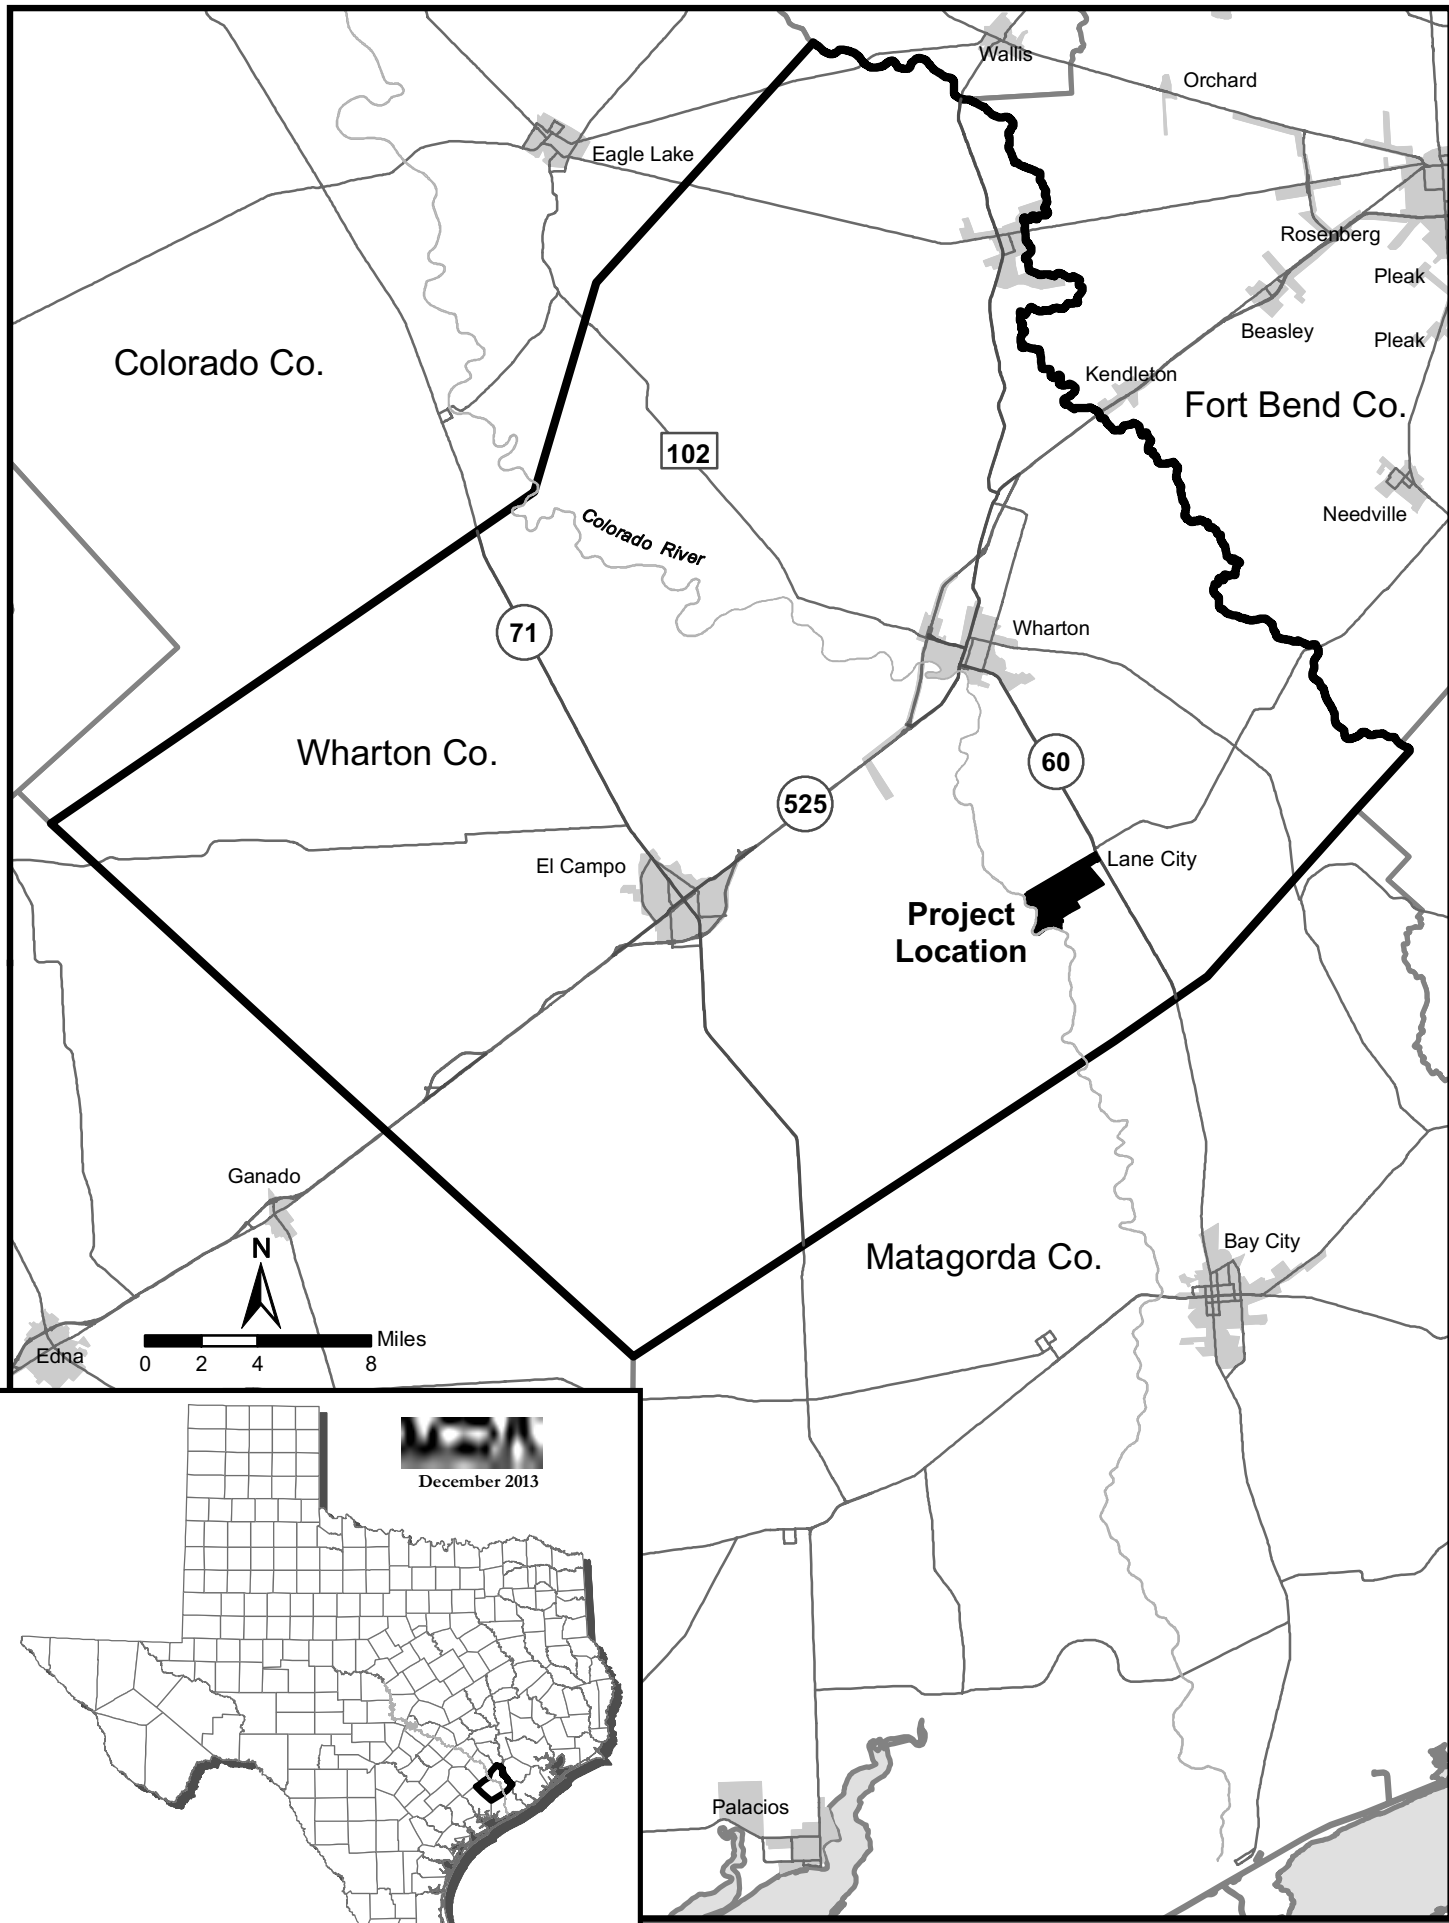 Wallis
Orchard
Eagle Lake
Rosenberg
Pleak
Beasley
Pleak
Colorado Co.
Kendleton
Fort Bend Co.
102
Needville
Colorado River
71
Wharton
Wharton Co.
60
525
El Campo
Lane City
Project
Location
Ganado
N
Matagorda Co.
Bay City
Miles
Edna
0 2 4 8
December 2013
Palacios